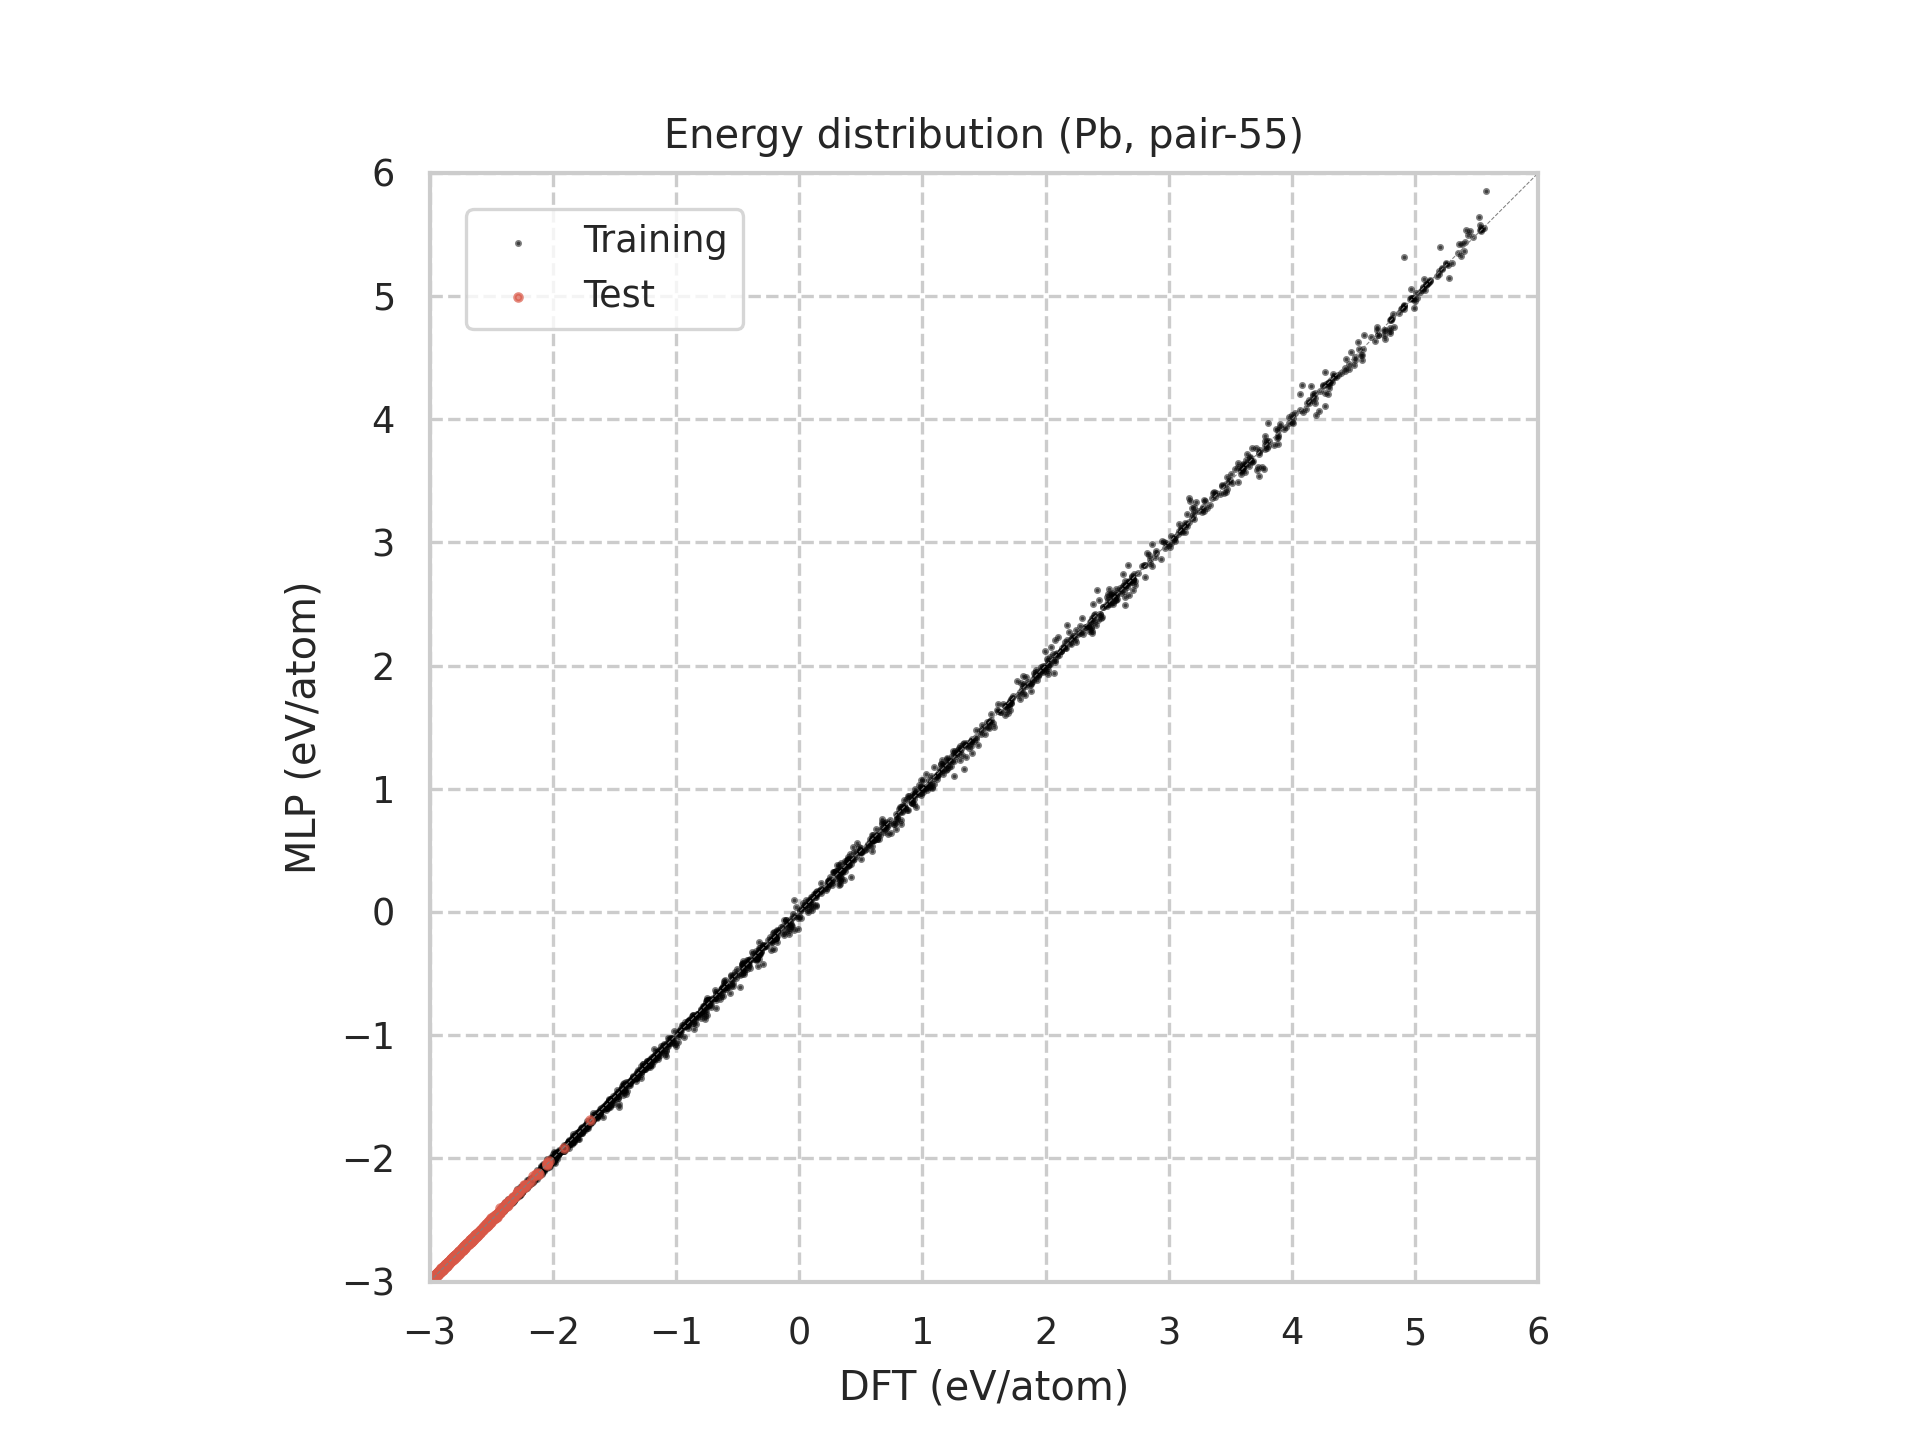 Energy distribution (Pb, pair-55)
Training
Test
6
5
4
3
2
1
0
−1
−2
−3
MLP (eV/atom)
−3 −2 −1 0 1 2 3 4 5 6
DFT (eV/atom)